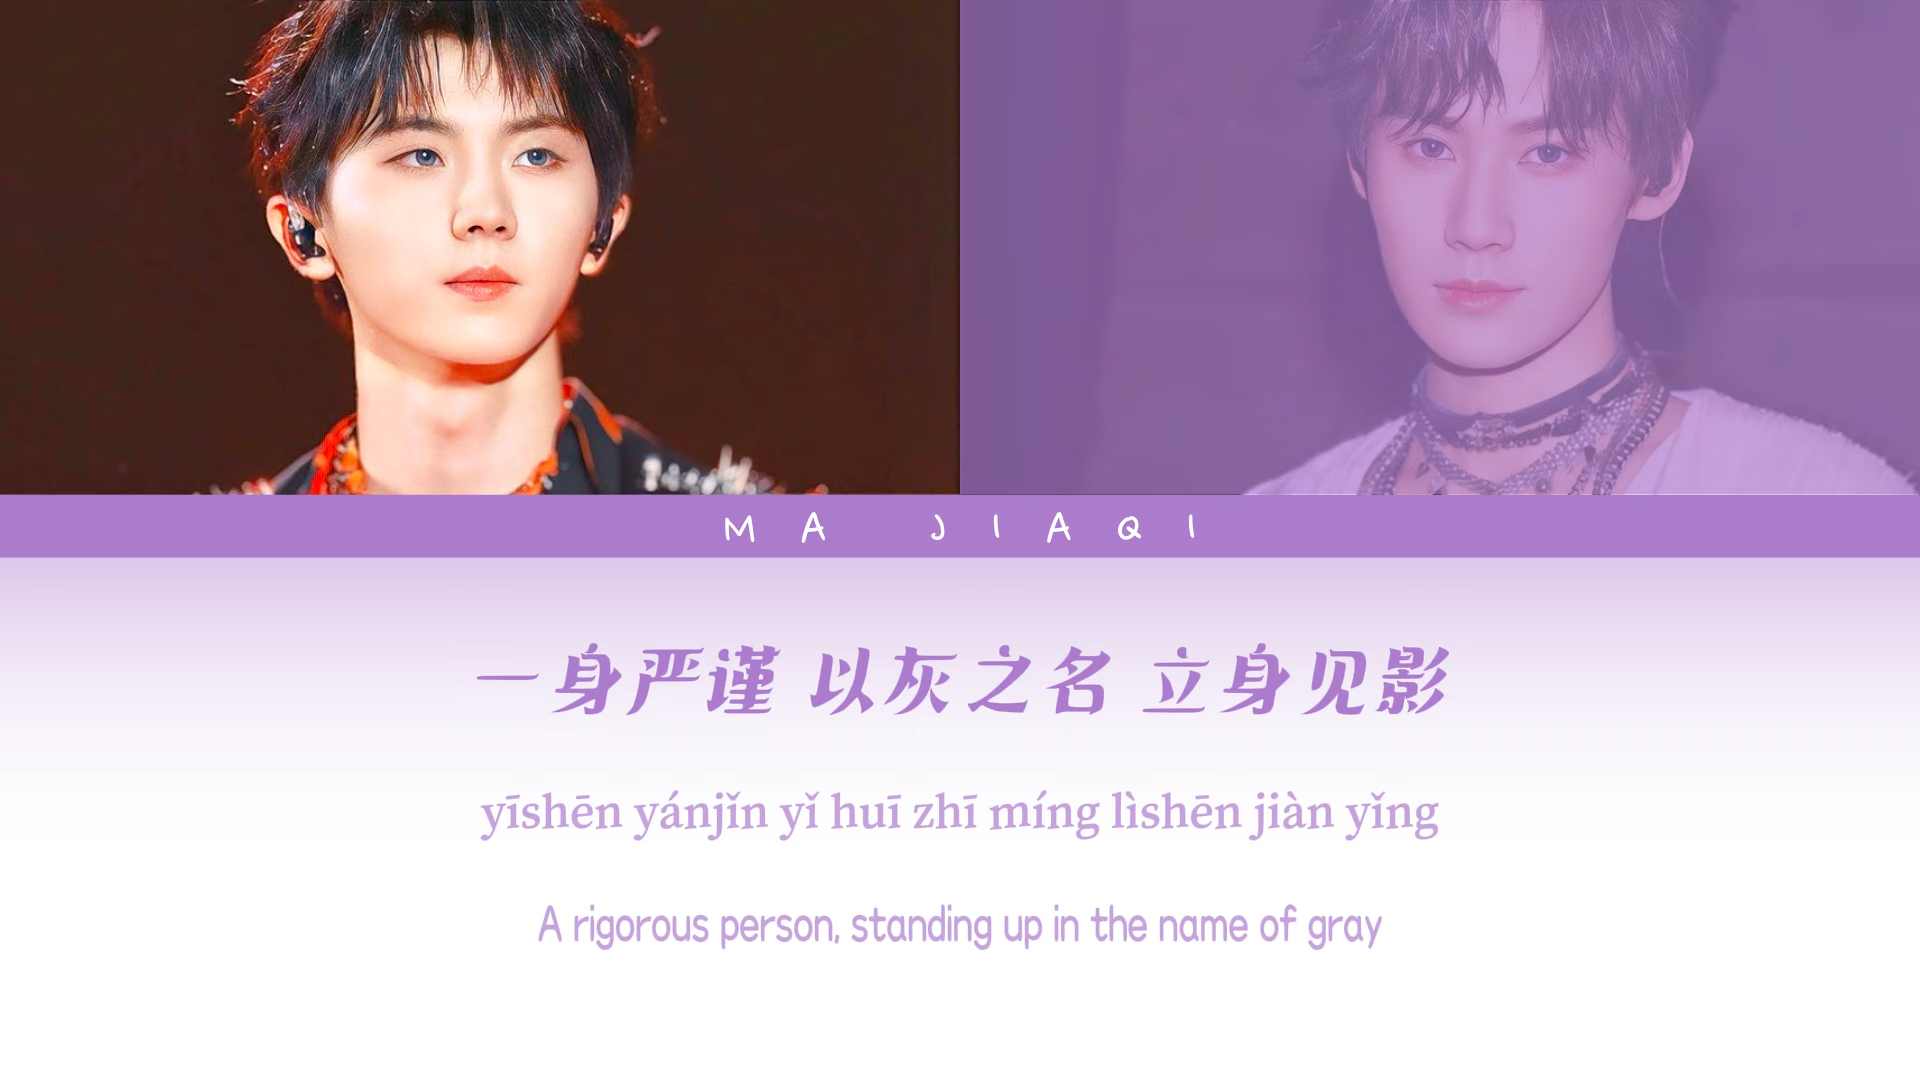 MA JIAQI
一身严谨 以灰之名 立身见影
yīshēn yánjǐn yǐ huī zhī míng lìshēn jiàn yǐng
A rigorous person, standing up in the name of gray